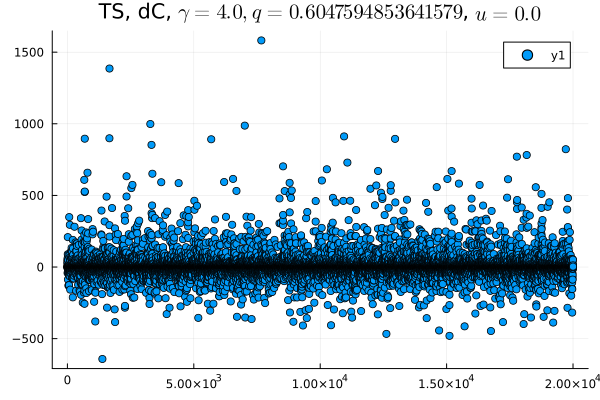 TS, dC, γ = 4.0, q = 0.6047594853641579, u = 0.0
y1
1500
1000
500
0
−500
0 5.00×10³ 1.00×10⁴ 1.50×10⁴ 2.00×10⁴